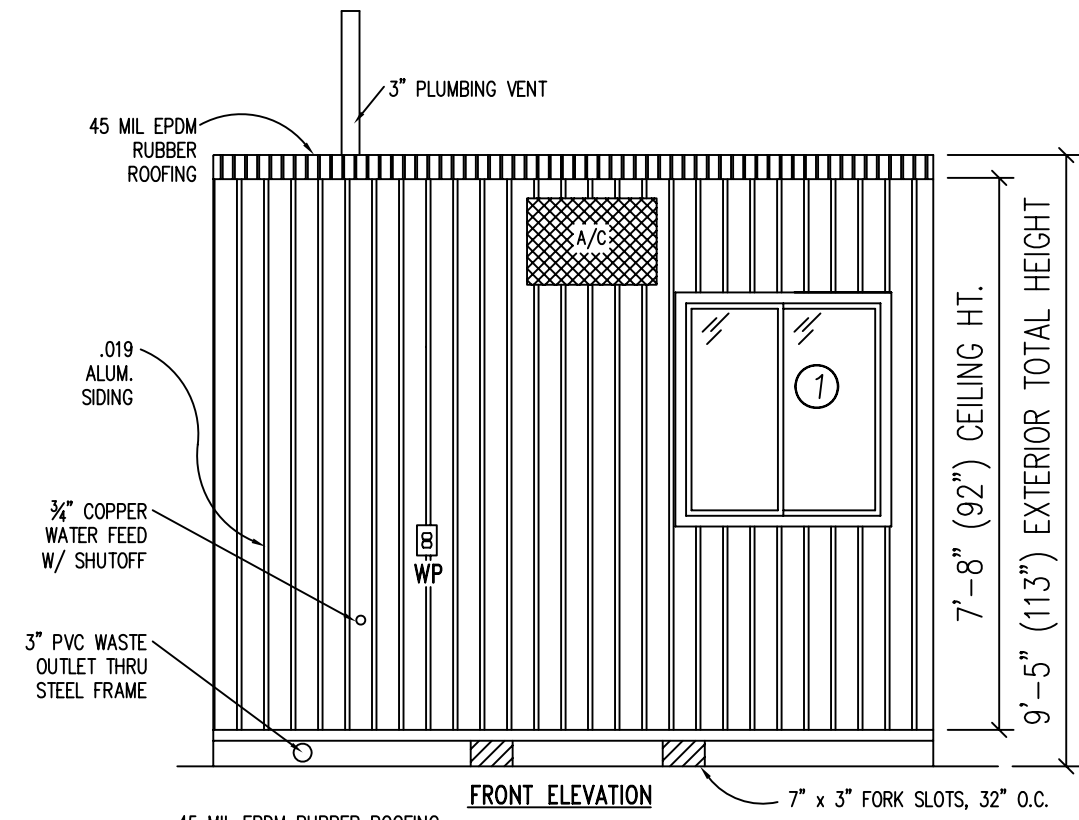 3" PLUMBING VENT
45 MIL EPDM
RUBBER
ROOFING
A/C
.019
ALUM.
SIDING
1
7'-8" (92") CEILING HT.
9'-5" (113") EXTERIOR TOTAL HEIGHT
¾" COPPER
WATER FEED
W/ SHUTOFF
8
WP
3" PVC WASTE
OUTLET THRU
STEEL FRAME
FRONT ELEVATION
7" x 3" FORK SLOTS, 32" O.C.
45 MIL EPDM RUBBER ROOFING